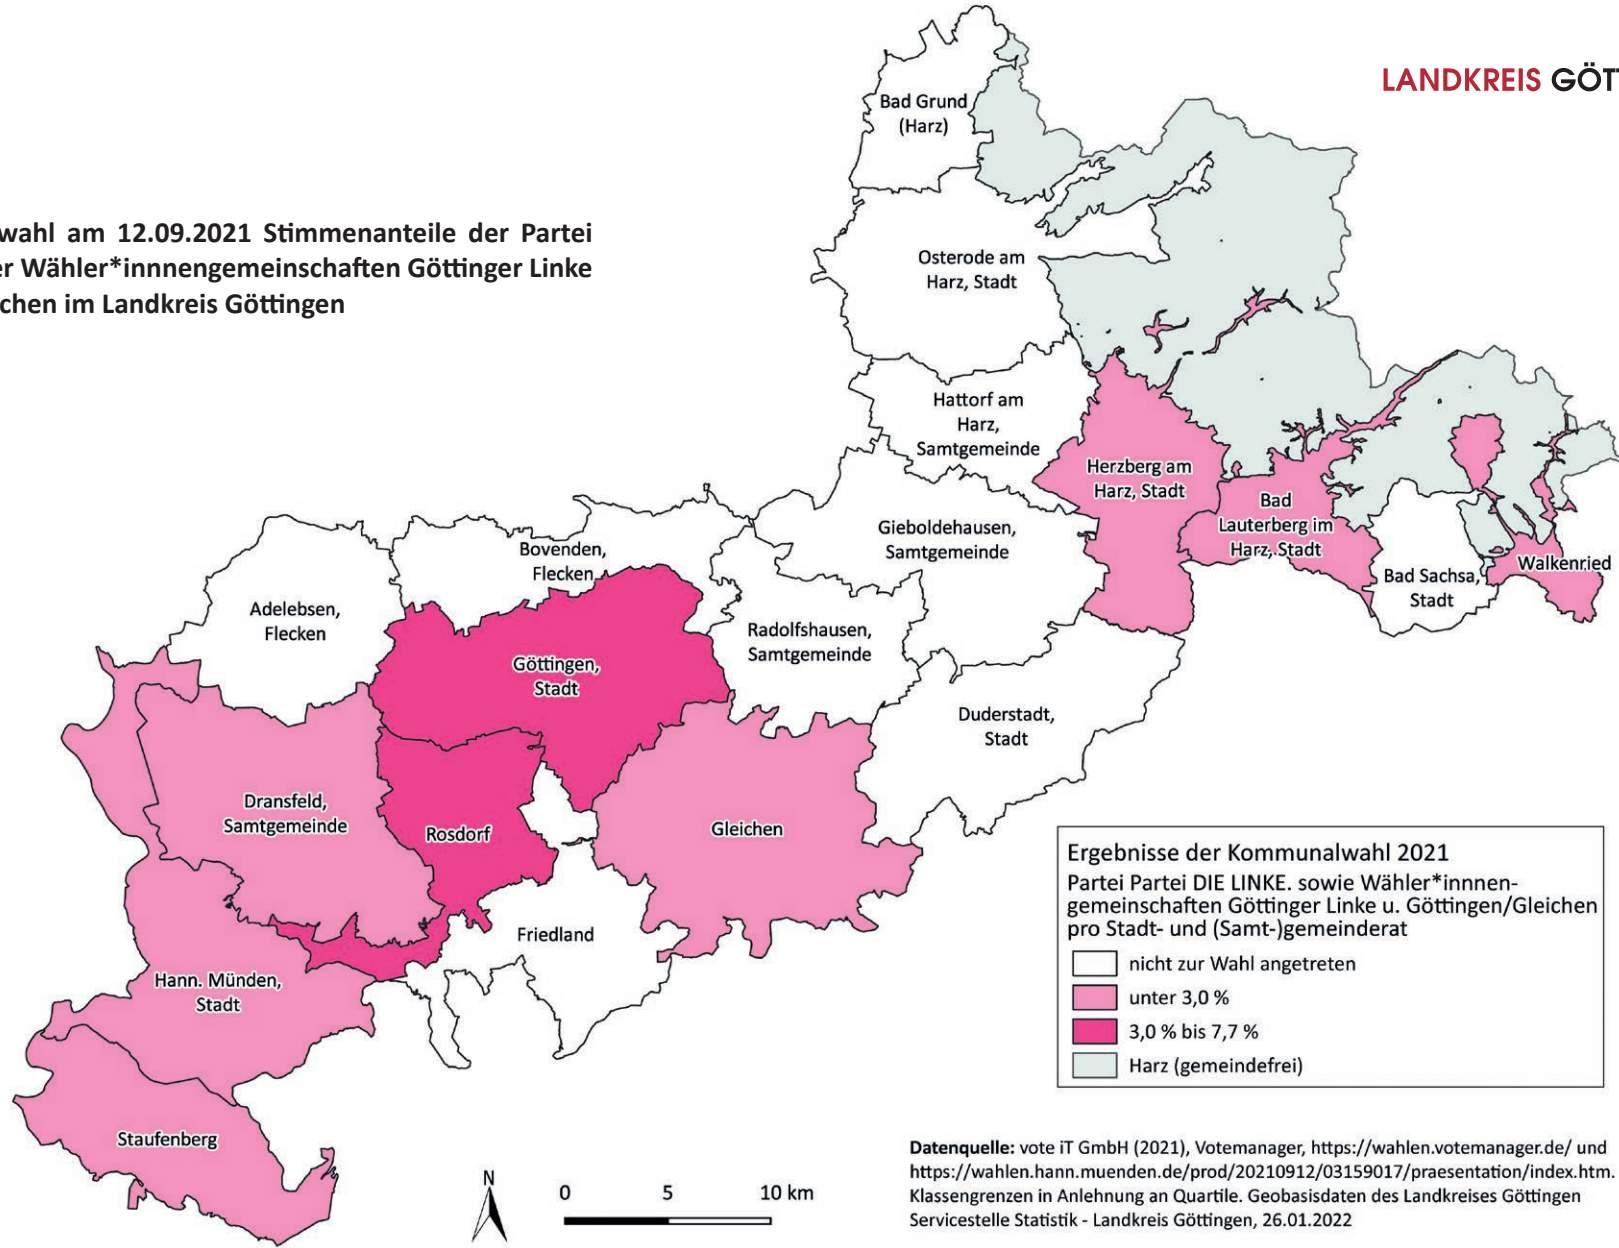 LANDKREIS GÖT
wahl am 12.09.2021 Stimmenanteile der Partei
er Wähler*innnengemeinschaften Göttinger Linke
chen im Landkreis Göttingen
Bad Grund
(Harz)
Osterode am
Harz, Stadt
Hattorf am
Harz,
Samtgemeinde
Herzberg am
Harz, Stadt
Bad
Lauterberg im
Harz, Stadt
Walkenried
Bad Sachsa,
Stadt
Gieboldehausen,
Samtgemeinde
Bovenden,
Flecken
Adelebsen,
Flecken
Radolfshausen,
Samtgemeinde
Göttingen,
Stadt
Duderstadt,
Stadt
Dransfeld,
Samtgemeinde
Rosdorf
Gleichen
Friedland
Hann. Münden,
Stadt
Staufenberg
Ergebnisse der Kommunalwahl 2021
Partei Partei DIE LINKE. sowie Wähler*innnen-
gemeinschaften Göttinger Linke u. Göttingen/Gleichen
pro Stadt- und (Samt-)gemeinderat
nicht zur Wahl angetreten
unter 3,0 %
3,0 % bis 7,7 %
Harz (gemeindefrei)
N
0 5 10 km
Datenquelle: vote iT GmbH (2021), Votemanager, https://wahlen.votemanager.de/ und
https://wahlen.hann.muenden.de/prod/20210912/03159017/praesentation/index.htm.
Klassengrenzen in Anlehnung an Quartile. Geobasisdaten des Landkreises Göttingen
Servicestelle Statistik - Landkreis Göttingen, 26.01.2022